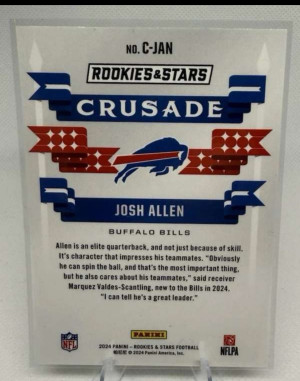 NO. C-JAN
ROOKIES&STARS
CRUSADE
JOSH ALLEN
BUFFALO BILLS
Allen is an elite quarterback, and not just because of skill.
It's character that impresses his teammates. "Obviously
he can spin the ball, and that's the most important thing,
but he also cares about his teammates," said receiver
Marquez Valdes-Scantling, new to the Bills in 2024.
"I can tell he's a great leader."
PANINI
NFL
2024 PANINI - ROOKIES & STARS FOOTBALL
© 2024 Panini America, Inc.
NFLPA